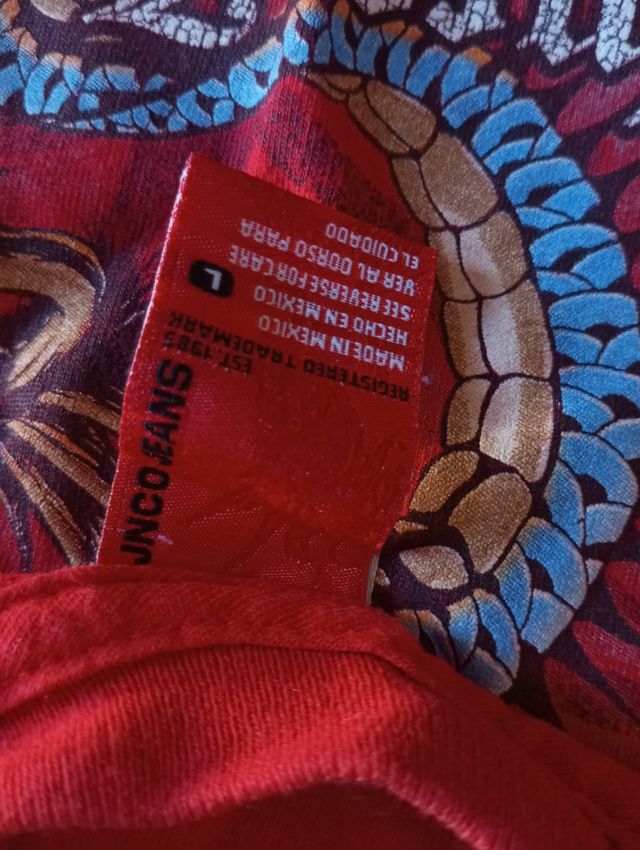 JNCO JEANS
EST. 1985
REGISTERED TRADEMARK
MADE IN MEXICO
HECHO EN MEXICO
SEE REVERSE FOR CARE
VER AL DORSO PARA
EL CUIDADO
L